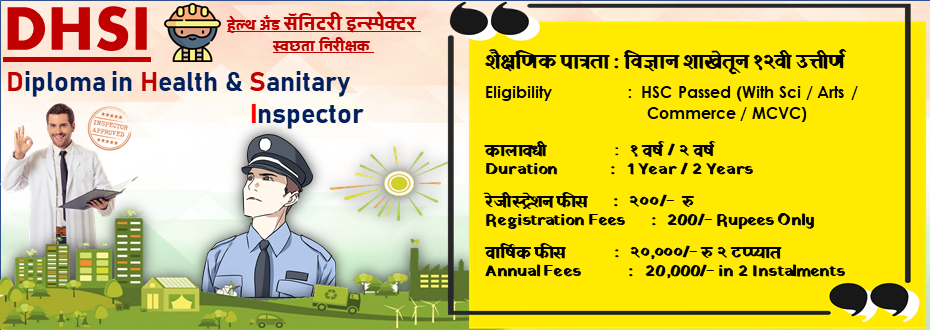 DHSI
हेल्थ अँड सॅनिटरी इन्स्पेक्टर
स्वछता निरीक्षक
Diploma in Health & Sanitary
Inspector
INSPECTOR
APPROVED
शैक्षणिक पात्रता : विज्ञान शाखेतून १२वी उत्तीर्ण
Eligibility : HSC Passed (With Sci / Arts /
Commerce / MCVC)
कालावधी : १ वर्ष / २ वर्ष
Duration : 1 Year / 2 Years
रेजीस्ट्रेशन फीस : २००/- रु
Registration Fees : 200/- Rupees Only
वार्षिक फीस : २०,०००/- रु २ टप्प्यात
Annual Fees : 20,000/- in 2 Instalments